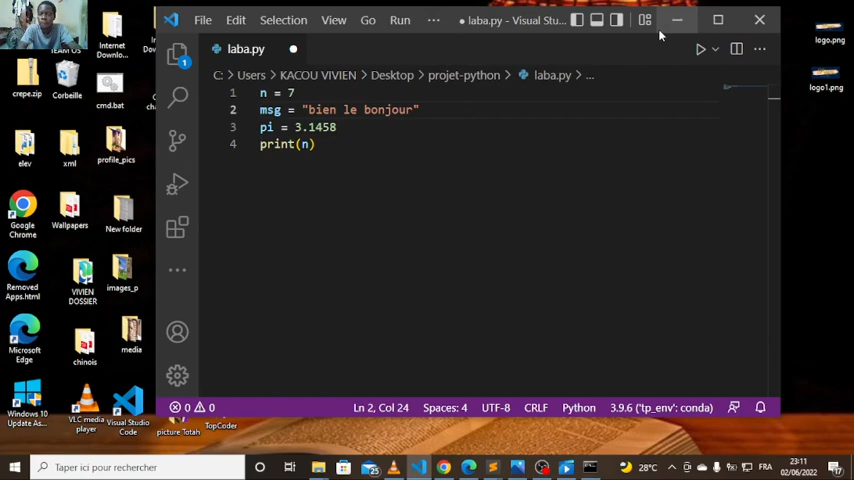 File Edit Selection View Go Run ··· ● laba.py - Visual Stu...
laba.py ●
C: > Users > KACOU VIVIEN > Desktop > projet-python > laba.py > ...
1 n = 7
2 msg = "bien le bonjour"
3 pi = 3.1458
4 print(n)
1
0 0 Ln 2, Col 24 Spaces: 4 UTF-8 CRLF Python 3.9.6 ('tp_env': conda)
Internet
Downlo...
crepe.zip
Corbeille
cmd.bat
elev
xml
profile_pics
Google
Chrome
Wallpapers
New folder
Removed
Apps.html
VIVIEN
DOSSIER
images_p
Microsoft
Edge
chinois
media
Windows 10
Update As...
VLC media
player
Visual Studio
Code
picture Totah
TopCoder
logo.png
logo1.png
Taper ici pour rechercher
25
28°C
FRA
23:11
02/06/2022
17